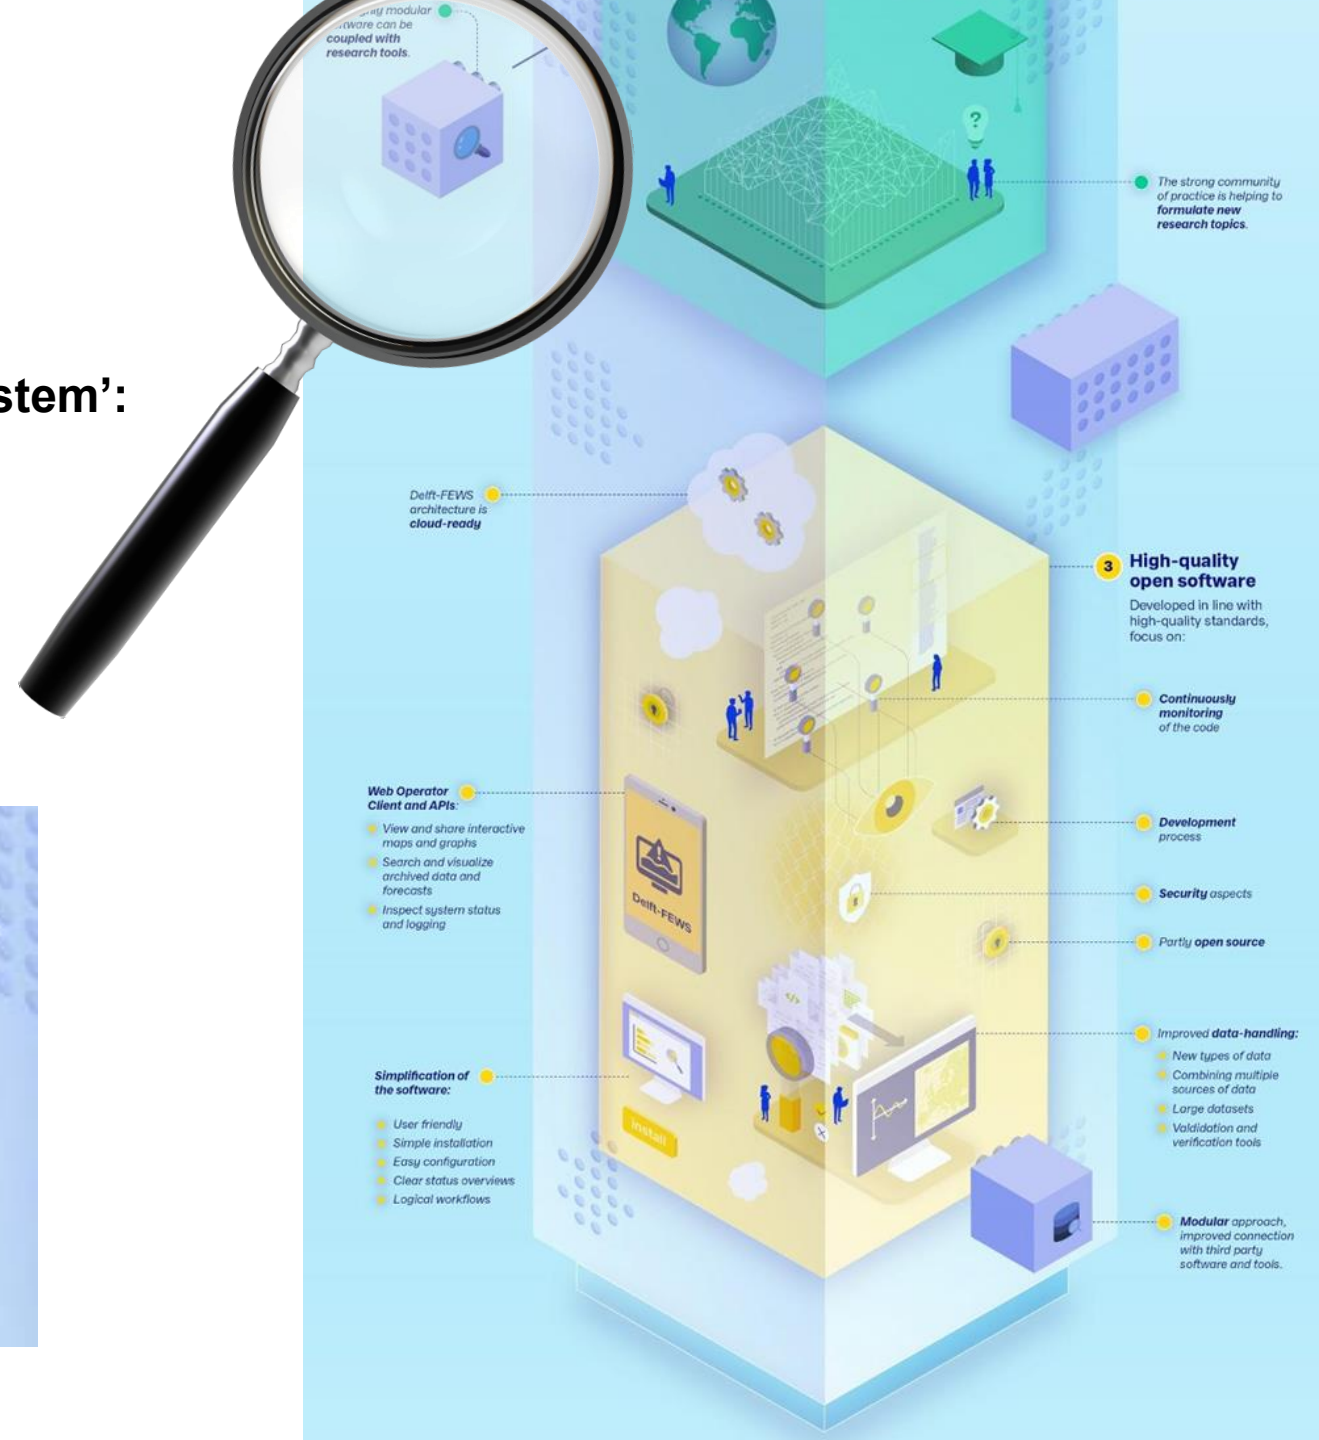 modular
software can be
coupled with
research tools.
?
The strong community
of practice is helping to
formulate new
research topics.
stem’:
Delft-FEWS
architecture is
cloud-ready
3 High-quality
open software
Developed in line with
high-quality standards,
focus on:
Continuously
monitoring
of the code
Web Operator
Client and APIs:
View and share interactive
maps and graphs
Search and visualize
archived data and
forecasts
Inspect system status
and logging
Delft-FEWS
Development
process
Security aspects
Partly open source
</>
Improved data-handling:
New types of data
Combining multiple
sources of data
Large datasets
Valdidation and
verification tools
Simplification of
the software:
User friendly
Simple installation
Easy configuration
Clear status overviews
Logical workflows
install
Modular approach,
improved connection
with third party
software and tools.